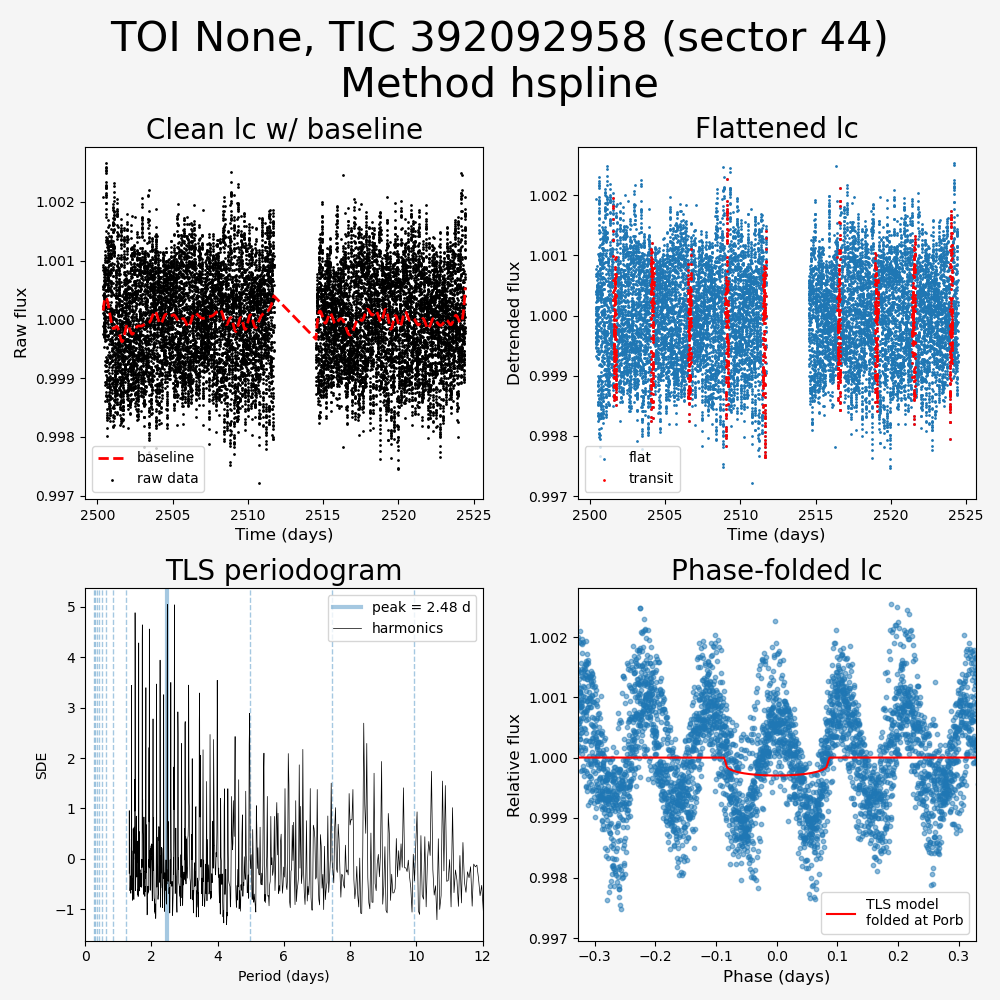 TOI None, TIC 392092958 (sector 44)
Method hspline
Clean lc w/ baseline
Raw flux
1.002
1.001
1.000
0.999
0.998
0.997
baseline
raw data
2500
2505
2510
2515
2520
2525
Time (days)
Flattened lc
Detrended flux
1.002
1.001
1.000
0.999
0.998
0.997
flat
transit
2500
2505
2510
2515
2520
2525
Time (days)
TLS periodogram
SDE
5
4
3
2
1
0
−1
peak = 2.48 d
harmonics
0
2
4
6
8
10
12
Period (days)
Phase-folded lc
Relative flux
1.002
1.001
1.000
0.999
0.998
0.997
TLS model
folded at Porb
−0.3
−0.2
−0.1
0.0
0.1
0.2
0.3
Phase (days)